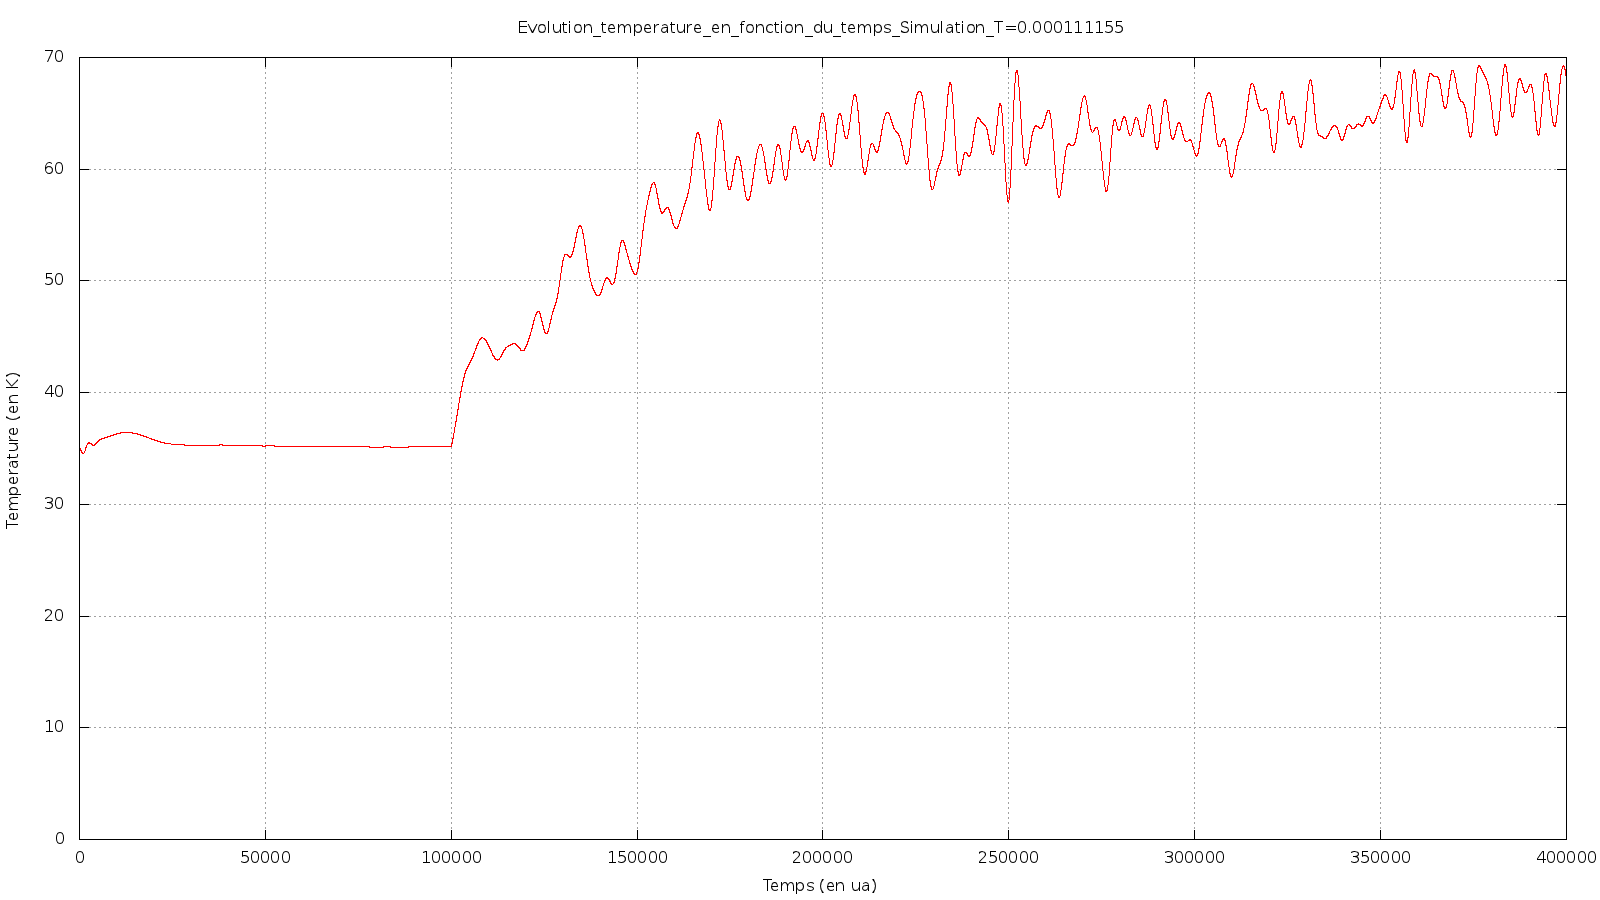 Evolution_temperature_en_fonction_du_temps_Simulation_T=0.000111155
70
60
50
40
30
20
10
0
Temperature (en K)
0 50000 100000 150000 200000 250000 300000 350000 400000
Temps (en ua)